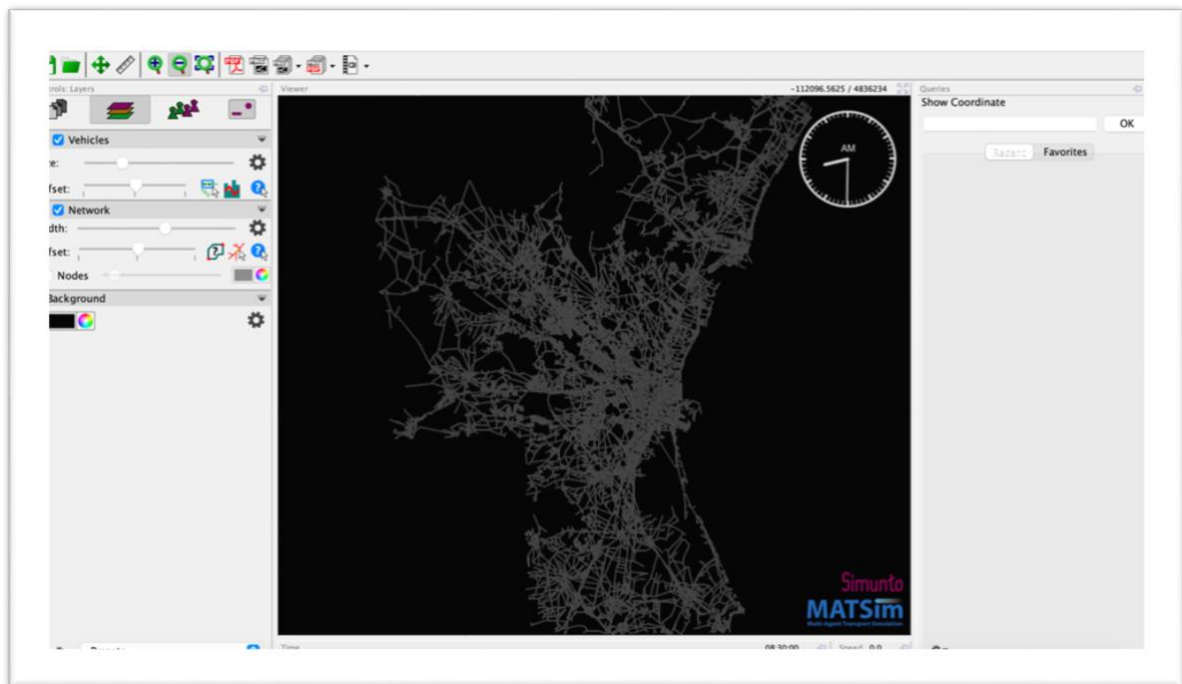 rols: Layers
Viewer
-112096.5625 / 4836234
Queries
Show Coordinate
OK
Recent
Favorites
AM
Vehicles
fset:
Network
dth:
fset:
Nodes
Background
Simunto
MATSim
Multi-Agent Transport Simulation
Time
08:30:00
Speed 0.0